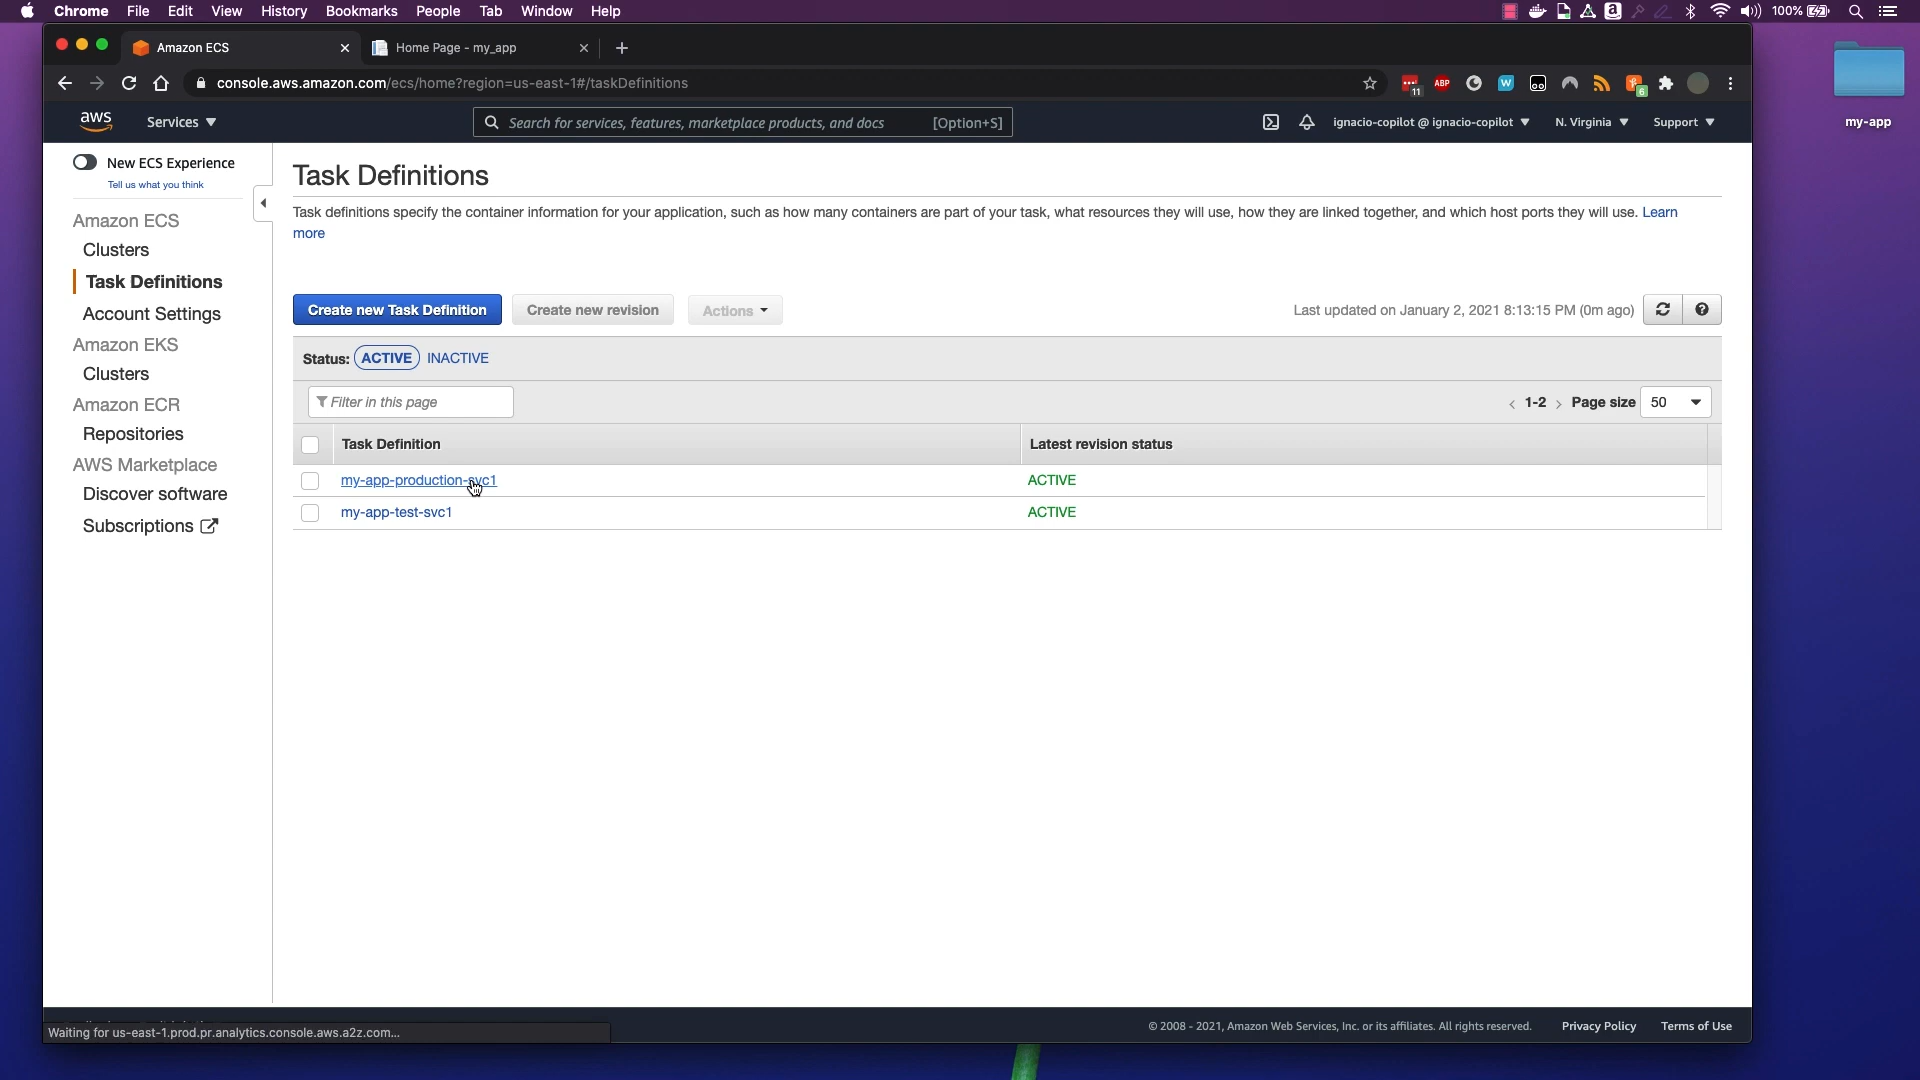 Chrome File Edit View History Bookmarks People Tab Window Help
100%
Amazon ECS
Home Page - my_app
console.aws.amazon.com/ecs/home?region=us-east-1#/taskDefinitions
11 ABP W 6
my-app
aws
Services
Search for services, features, marketplace products, and docs [Option+S]
ignacio-copilot @ ignacio-copilot
N. Virginia
Support
New ECS Experience
Tell us what you think
Amazon ECS
Clusters
Task Definitions
Account Settings
Amazon EKS
Clusters
Amazon ECR
Repositories
AWS Marketplace
Discover software
Subscriptions
Task Definitions
Task definitions specify the container information for your application, such as how many containers are part of your task, what resources they will use, how they are linked together, and which host ports they will use. Learn
more
Create new Task Definition
Create new revision
Actions
Last updated on January 2, 2021 8:13:15 PM (0m ago)
Status: ACTIVE INACTIVE
Filter in this page
1-2
Page size 50
Task Definition
Latest revision status
my-app-production-svc1
ACTIVE
my-app-test-svc1
ACTIVE
Waiting for us-east-1.prod.pr.analytics.console.aws.a2z.com...
© 2008 - 2021, Amazon Web Services, Inc. or its affiliates. All rights reserved.
Privacy Policy
Terms of Use